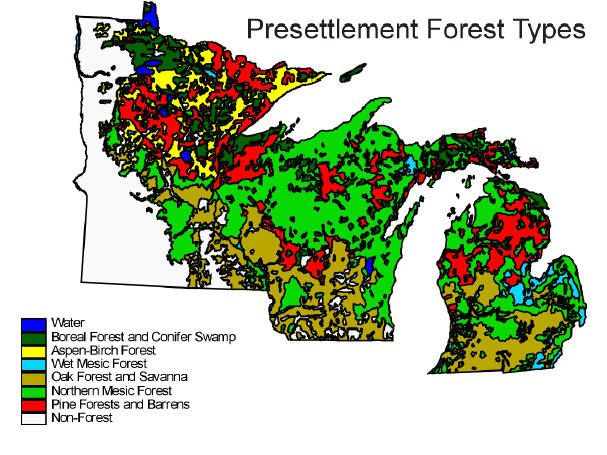 Presettlement Forest Types
Water
Boreal Forest and Conifer Swamp
Aspen-Birch Forest
Wet Mesic Forest
Oak Forest and Savanna
Northern Mesic Forest
Pine Forests and Barrens
Non-Forest